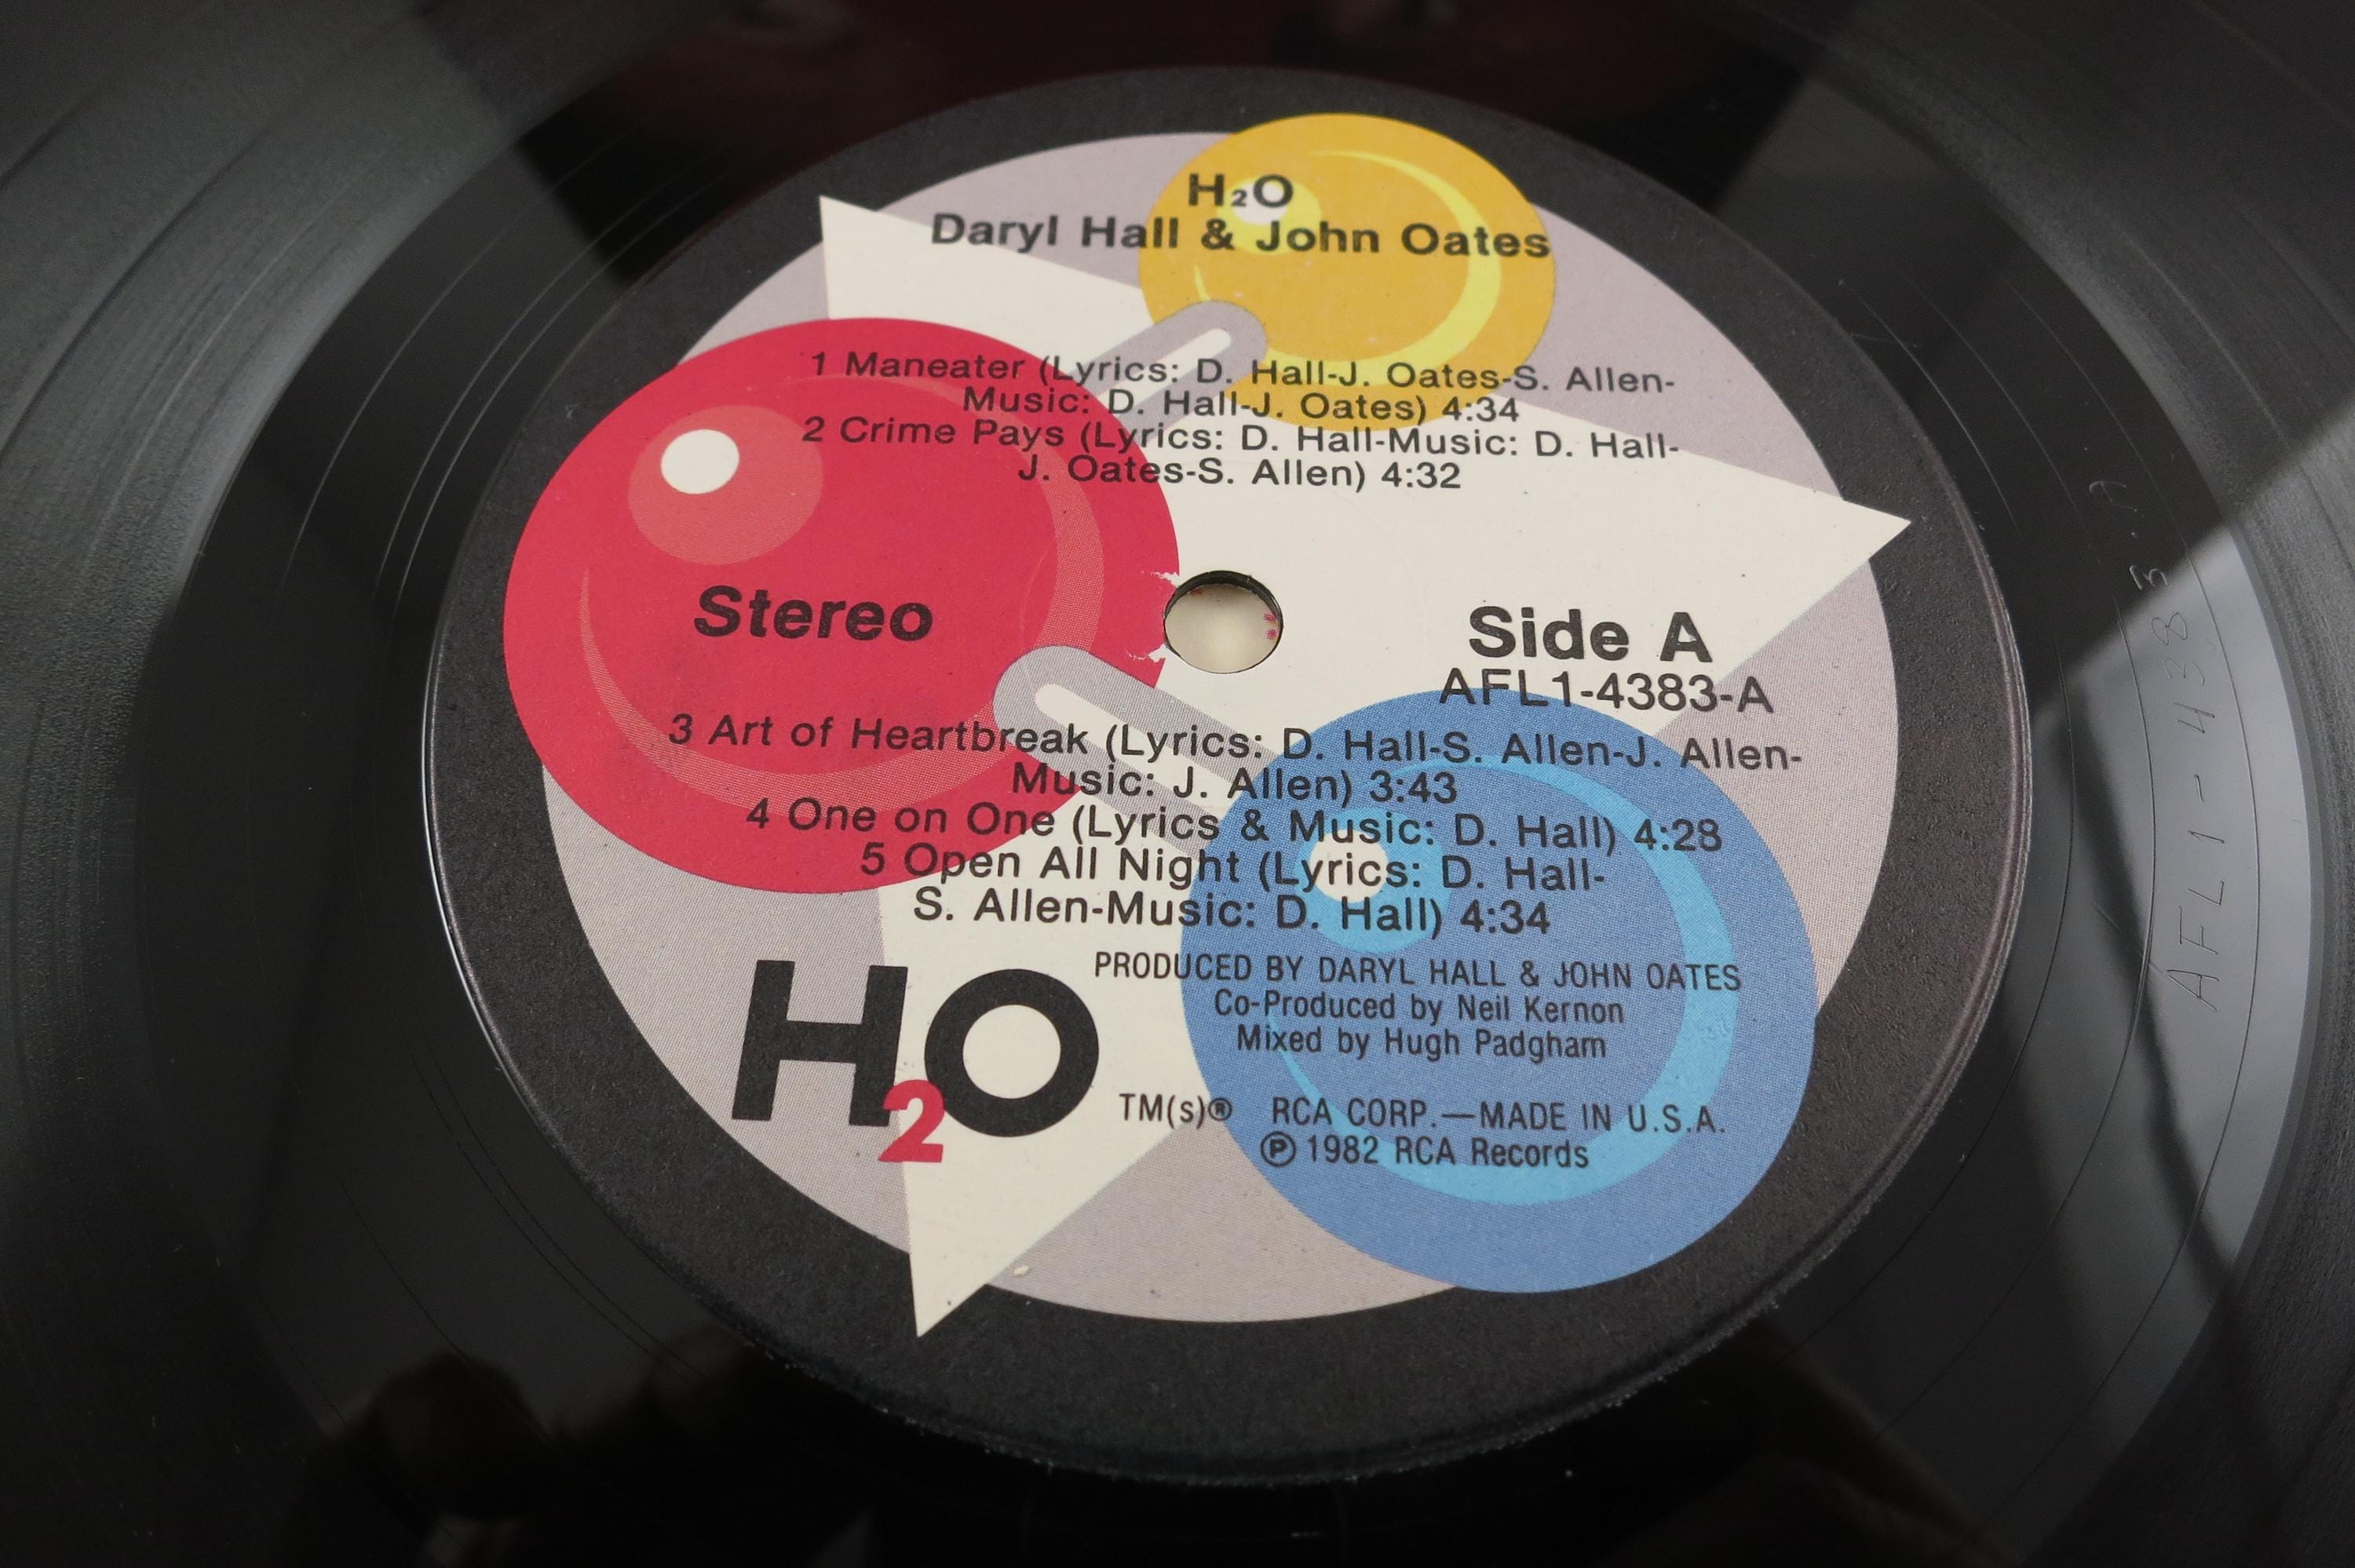 H₂O
Daryl Hall & John Oates
1 Maneater (Lyrics: D. Hall-J. Oates-S. Allen-
Music: D. Hall-J. Oates) 4:34
2 Crime Pays (Lyrics: D. Hall-Music: D. Hall-
J. Oates-S. Allen) 4:32
Stereo
Side A
AFL1-4383-A
3 Art of Heartbreak (Lyrics: D. Hall-S. Allen-J. Allen-
Music: J. Allen) 3:43
4 One on One (Lyrics & Music: D. Hall) 4:28
5 Open All Night (Lyrics: D. Hall-
S. Allen-Music: D. Hall) 4:34
H2O
PRODUCED BY DARYL HALL & JOHN OATES
Co-Produced by Neil Kernon
Mixed by Hugh Padgham
TM(s)® RCA CORP.—MADE IN U.S.A.
℗ 1982 RCA Records
AFL1-4383-A